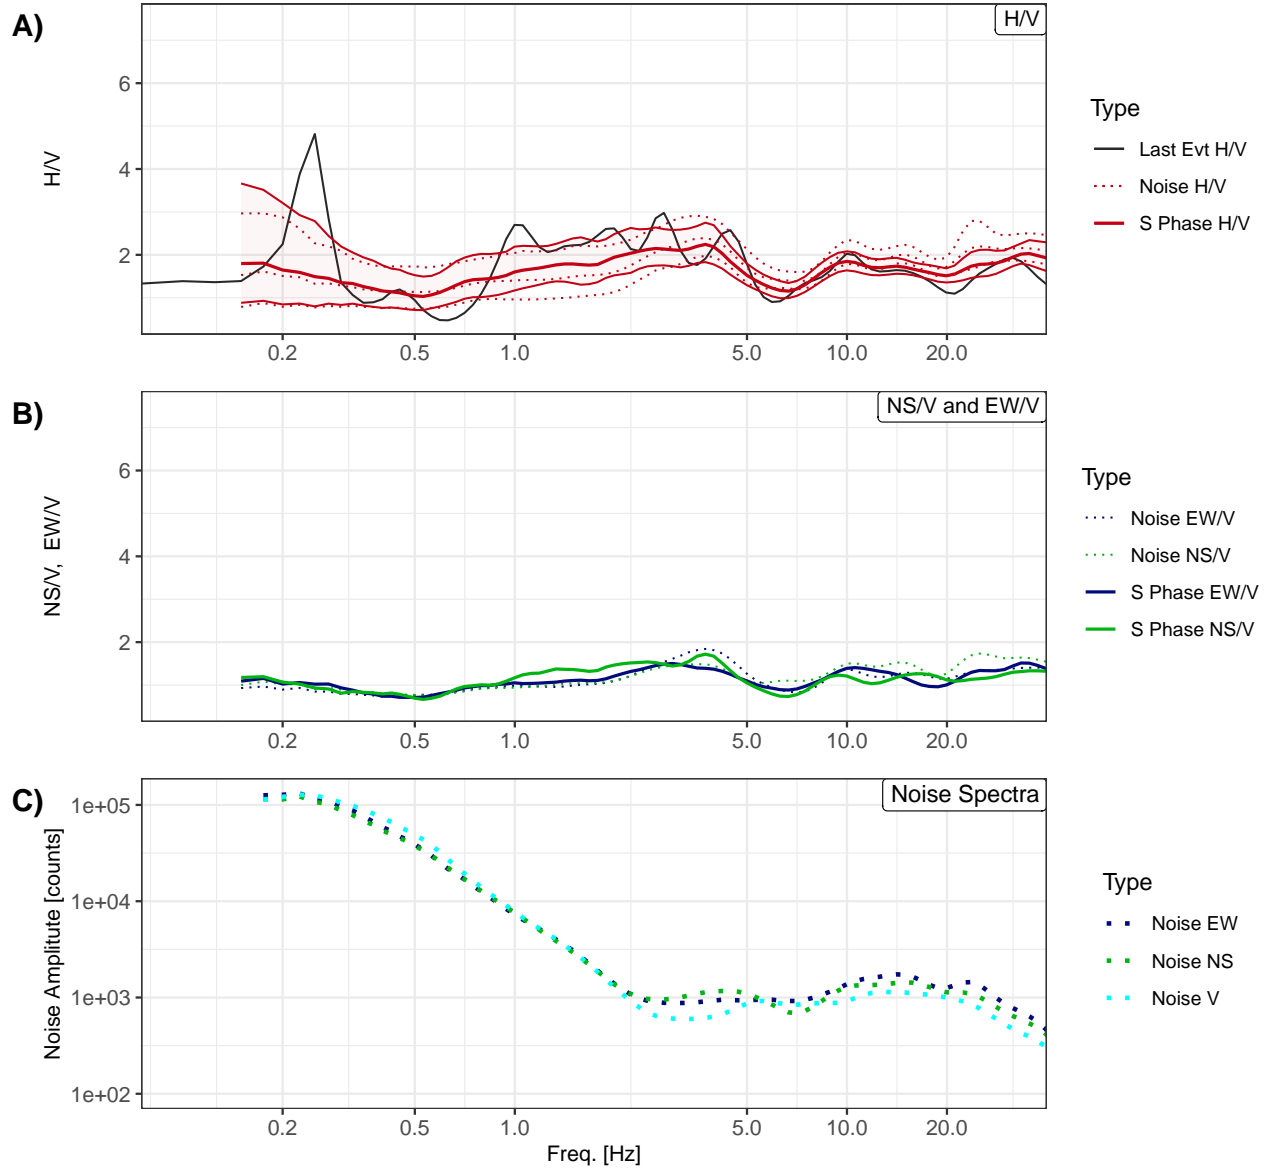 A)
H/V
6
4
2
H/V
0.2 0.5 1.0 5.0 10.0 20.0
Type
Last Evt H/V
Noise H/V
S Phase H/V
B)
NS/V and EW/V
6
4
2
NS/V,  EW/V
0.2 0.5 1.0 5.0 10.0 20.0
Type
Noise EW/V
Noise NS/V
S Phase EW/V
S Phase NS/V
C)
Noise Spectra
1e+05
1e+04
1e+03
1e+02
Noise Amplitute [counts]
0.2 0.5 1.0 5.0 10.0 20.0
Freq. [Hz]
Type
Noise EW
Noise NS
Noise V